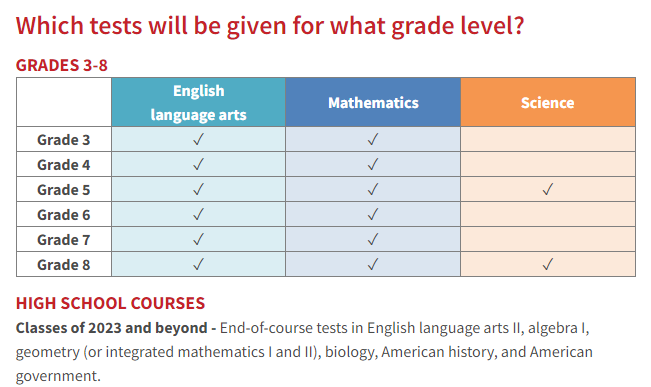 Which tests will be given for what grade level?
GRADES 3-8
English
language arts
Mathematics
Science
Grade 3 ✓ ✓
Grade 4 ✓ ✓
Grade 5 ✓ ✓ ✓
Grade 6 ✓ ✓
Grade 7 ✓ ✓
Grade 8 ✓ ✓ ✓
HIGH SCHOOL COURSES
Classes of 2023 and beyond - End-of-course tests in English language arts II, algebra I,
geometry (or integrated mathematics I and II), biology, American history, and American
government.